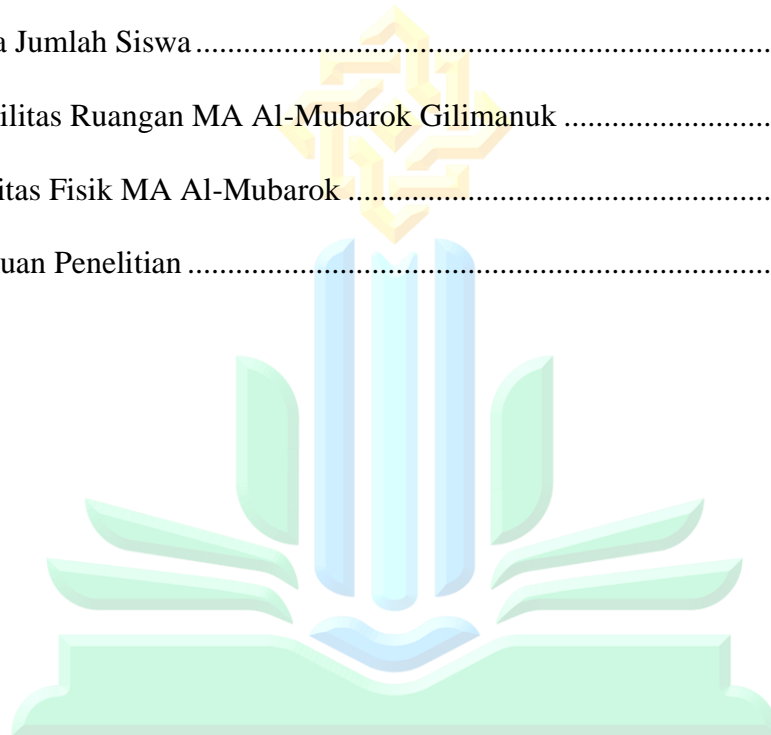 a Jumlah Siswa ........................................................................
ilitas Ruangan MA Al-Mubarok Gilimanuk ..........................
itas Fisik MA Al-Mubarok .....................................................
uan Penelitian .........................................................................